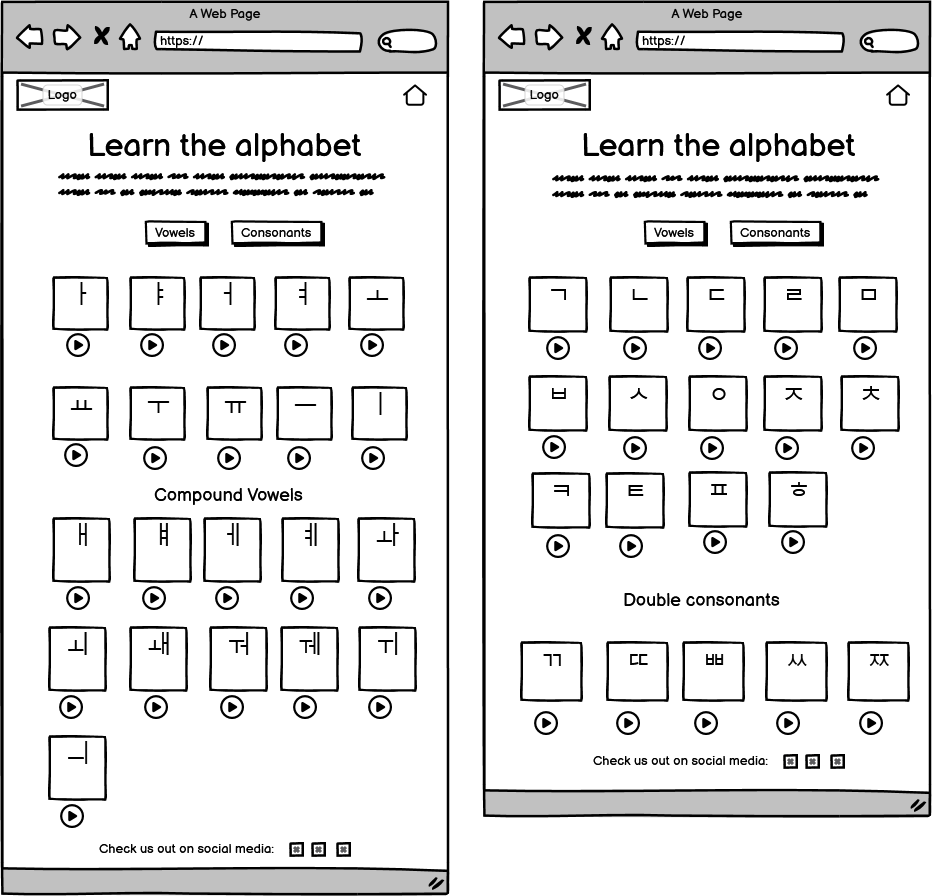 A Web Page
https://
Logo
Learn the alphabet
Vowels Consonants
ㅏ ㅑ ㅓ ㅕ ㅗ
ㅛ ㅜ ㅠ ㅡ ㅣ
Compound Vowels
ㅐ ㅒ ㅔ ㅖ ㅘ
ㅚ ㅙ ㅝ ㅞ ㅟ
ㅢ
Check us out on social media:
A Web Page
https://
Logo
Learn the alphabet
Vowels Consonants
ㄱ ㄴ ㄷ ㄹ ㅁ
ㅂ ㅅ ㅇ ㅈ ㅊ
ㅋ ㅌ ㅍ ㅎ
Double consonants
ㄲ ㄸ ㅃ ㅆ ㅉ
Check us out on social media: